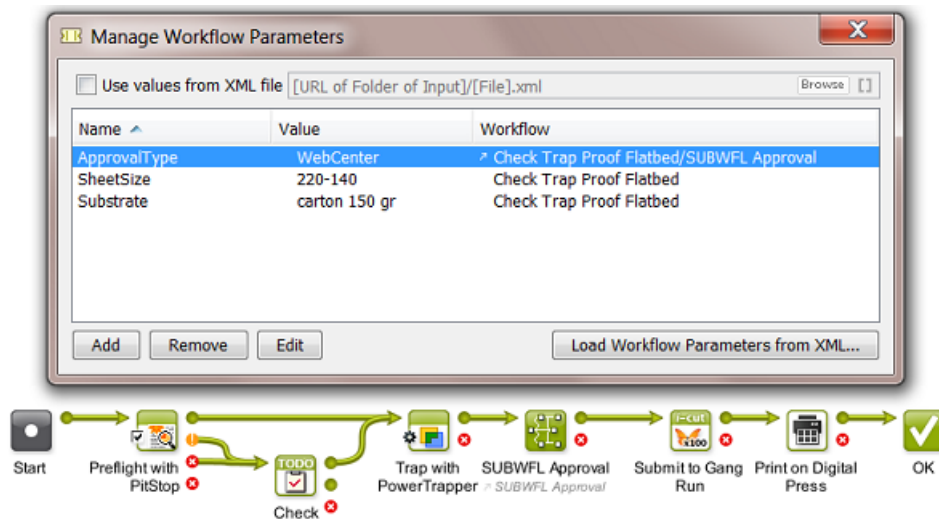 Manage Workflow Parameters
Use values from XML file [URL of Folder of Input]/[File].xml Browse []
Name Value Workflow
ApprovalType WebCenter Check Trap Proof Flatbed/SUBWFL Approval
SheetSize 220-140 Check Trap Proof Flatbed
Substrate carton 150 gr Check Trap Proof Flatbed
Add Remove Edit Load Workflow Parameters from XML...
i-cut
x100
TODO
Start Preflight with Trap with SUBWFL Approval Submit to Gang Print on Digital OK
PitStop PowerTrapper SUBWFL Approval Run Press
Check